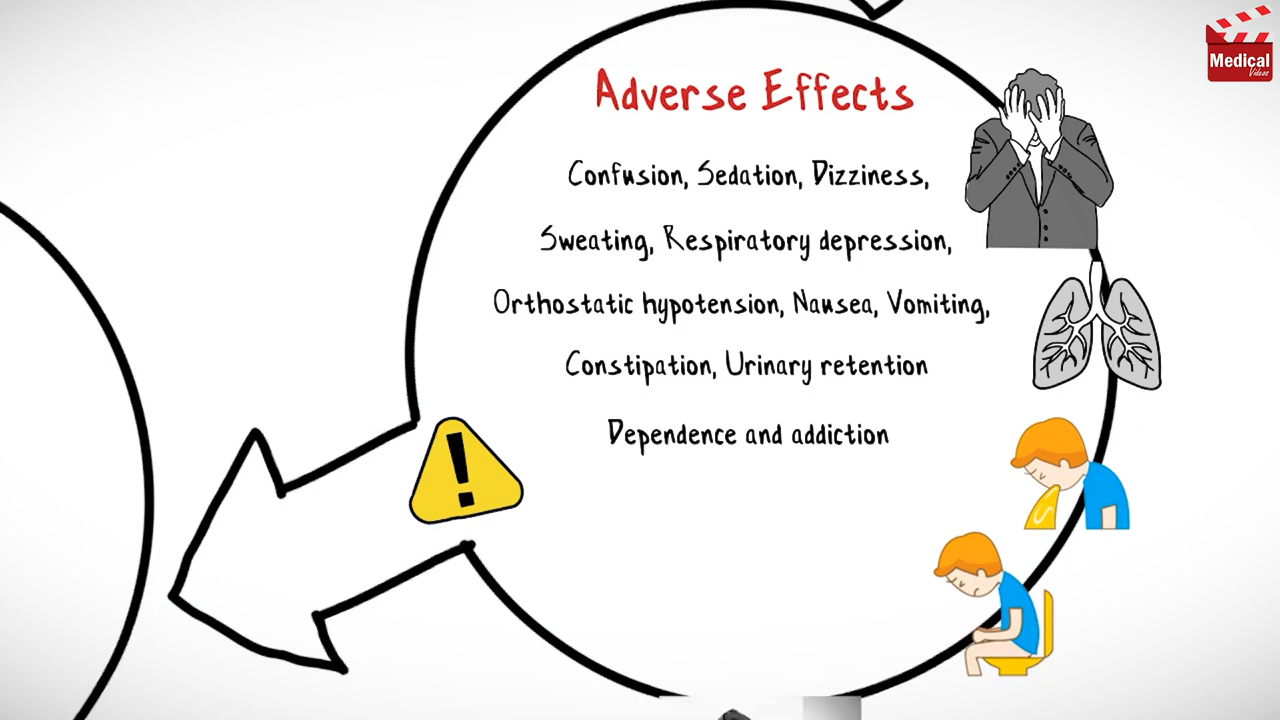 Medical
Videos
Adverse Effects
Confusion, Sedation, Dizziness,
Sweating, Respiratory depression,
Orthostatic hypotension, Nausea, Vomiting,
Constipation, Urinary retention
Dependence and addiction
!